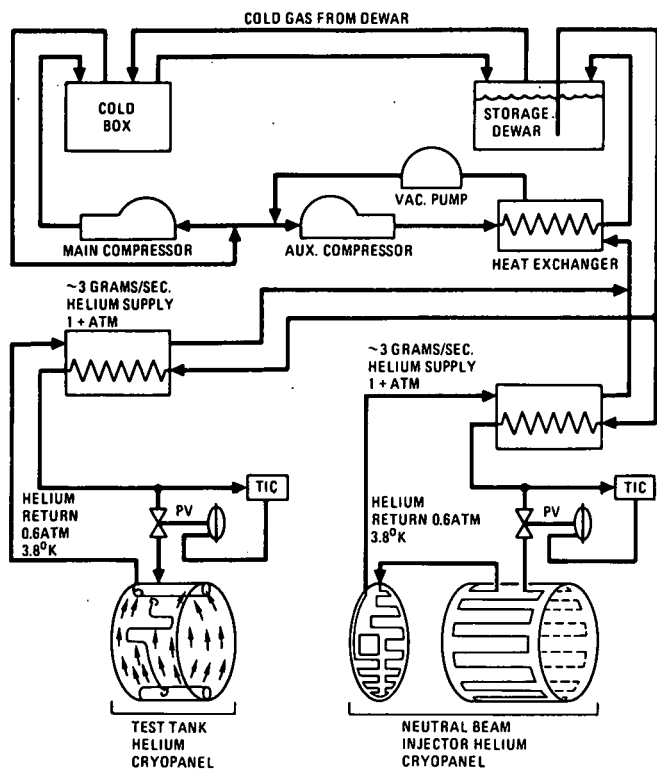 COLD GAS FROM DEWAR
COLD
BOX
STORAGE
DEWAR
VAC. PUMP
MAIN COMPRESSOR
AUX. COMPRESSOR
HEAT EXCHANGER
~3 GRAMS/SEC.
HELIUM SUPPLY
1 + ATM
~3 GRAMS/SEC.
HELIUM SUPPLY
1 + ATM
TIC
PV
HELIUM
RETURN
0.6ATM
3.8°K
TIC
PV
HELIUM
RETURN 0.6ATM
3.8°K
TEST TANK
HELIUM
CRYOPANEL
NEUTRAL BEAM
INJECTOR HELIUM
CRYOPANEL